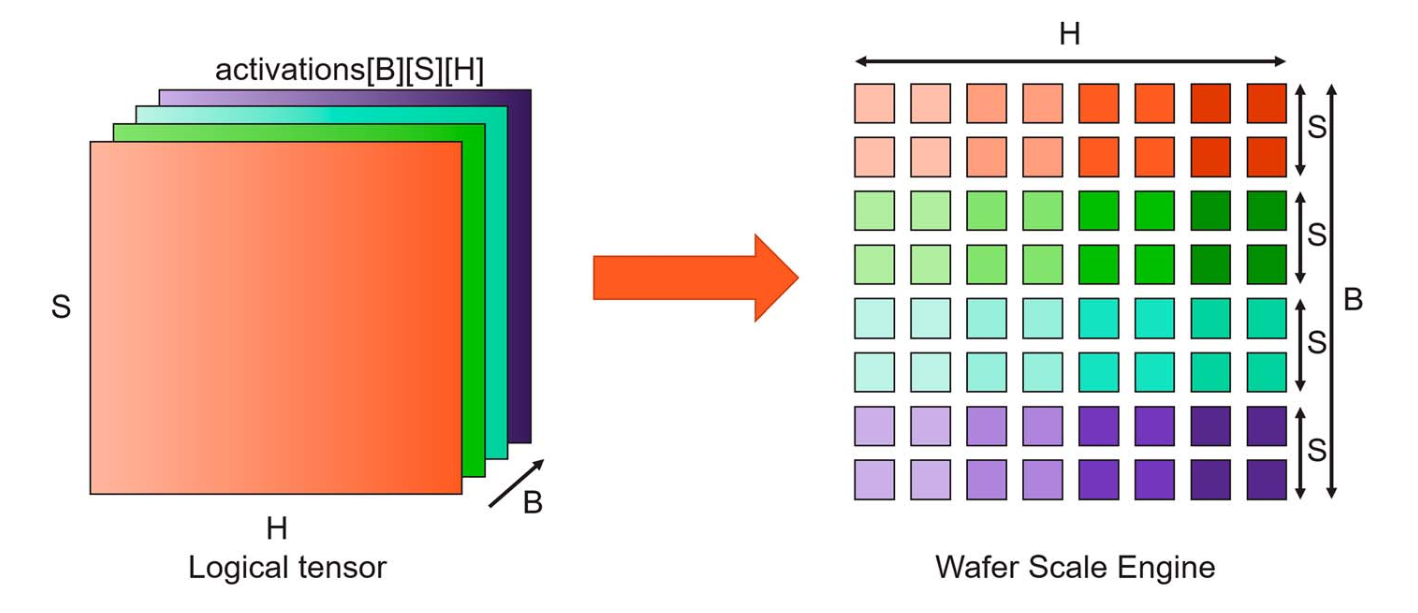 activations[B][S][H]
S
B
H
Logical tensor
H
S
S
B
S
S
Wafer Scale Engine